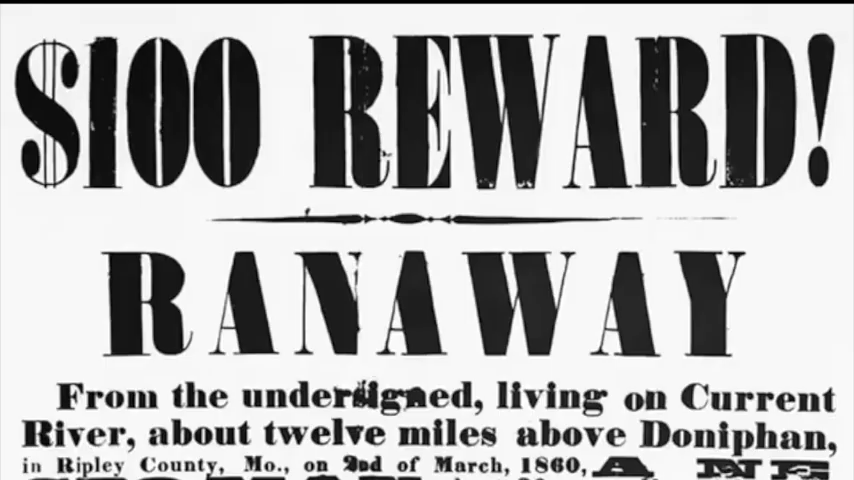 $100 REWARD!
RANAWAY
From the undersigned, living on Current
River, about twelve miles above Doniphan,
in Ripley County, Mo., on 2nd of March, 1860, A